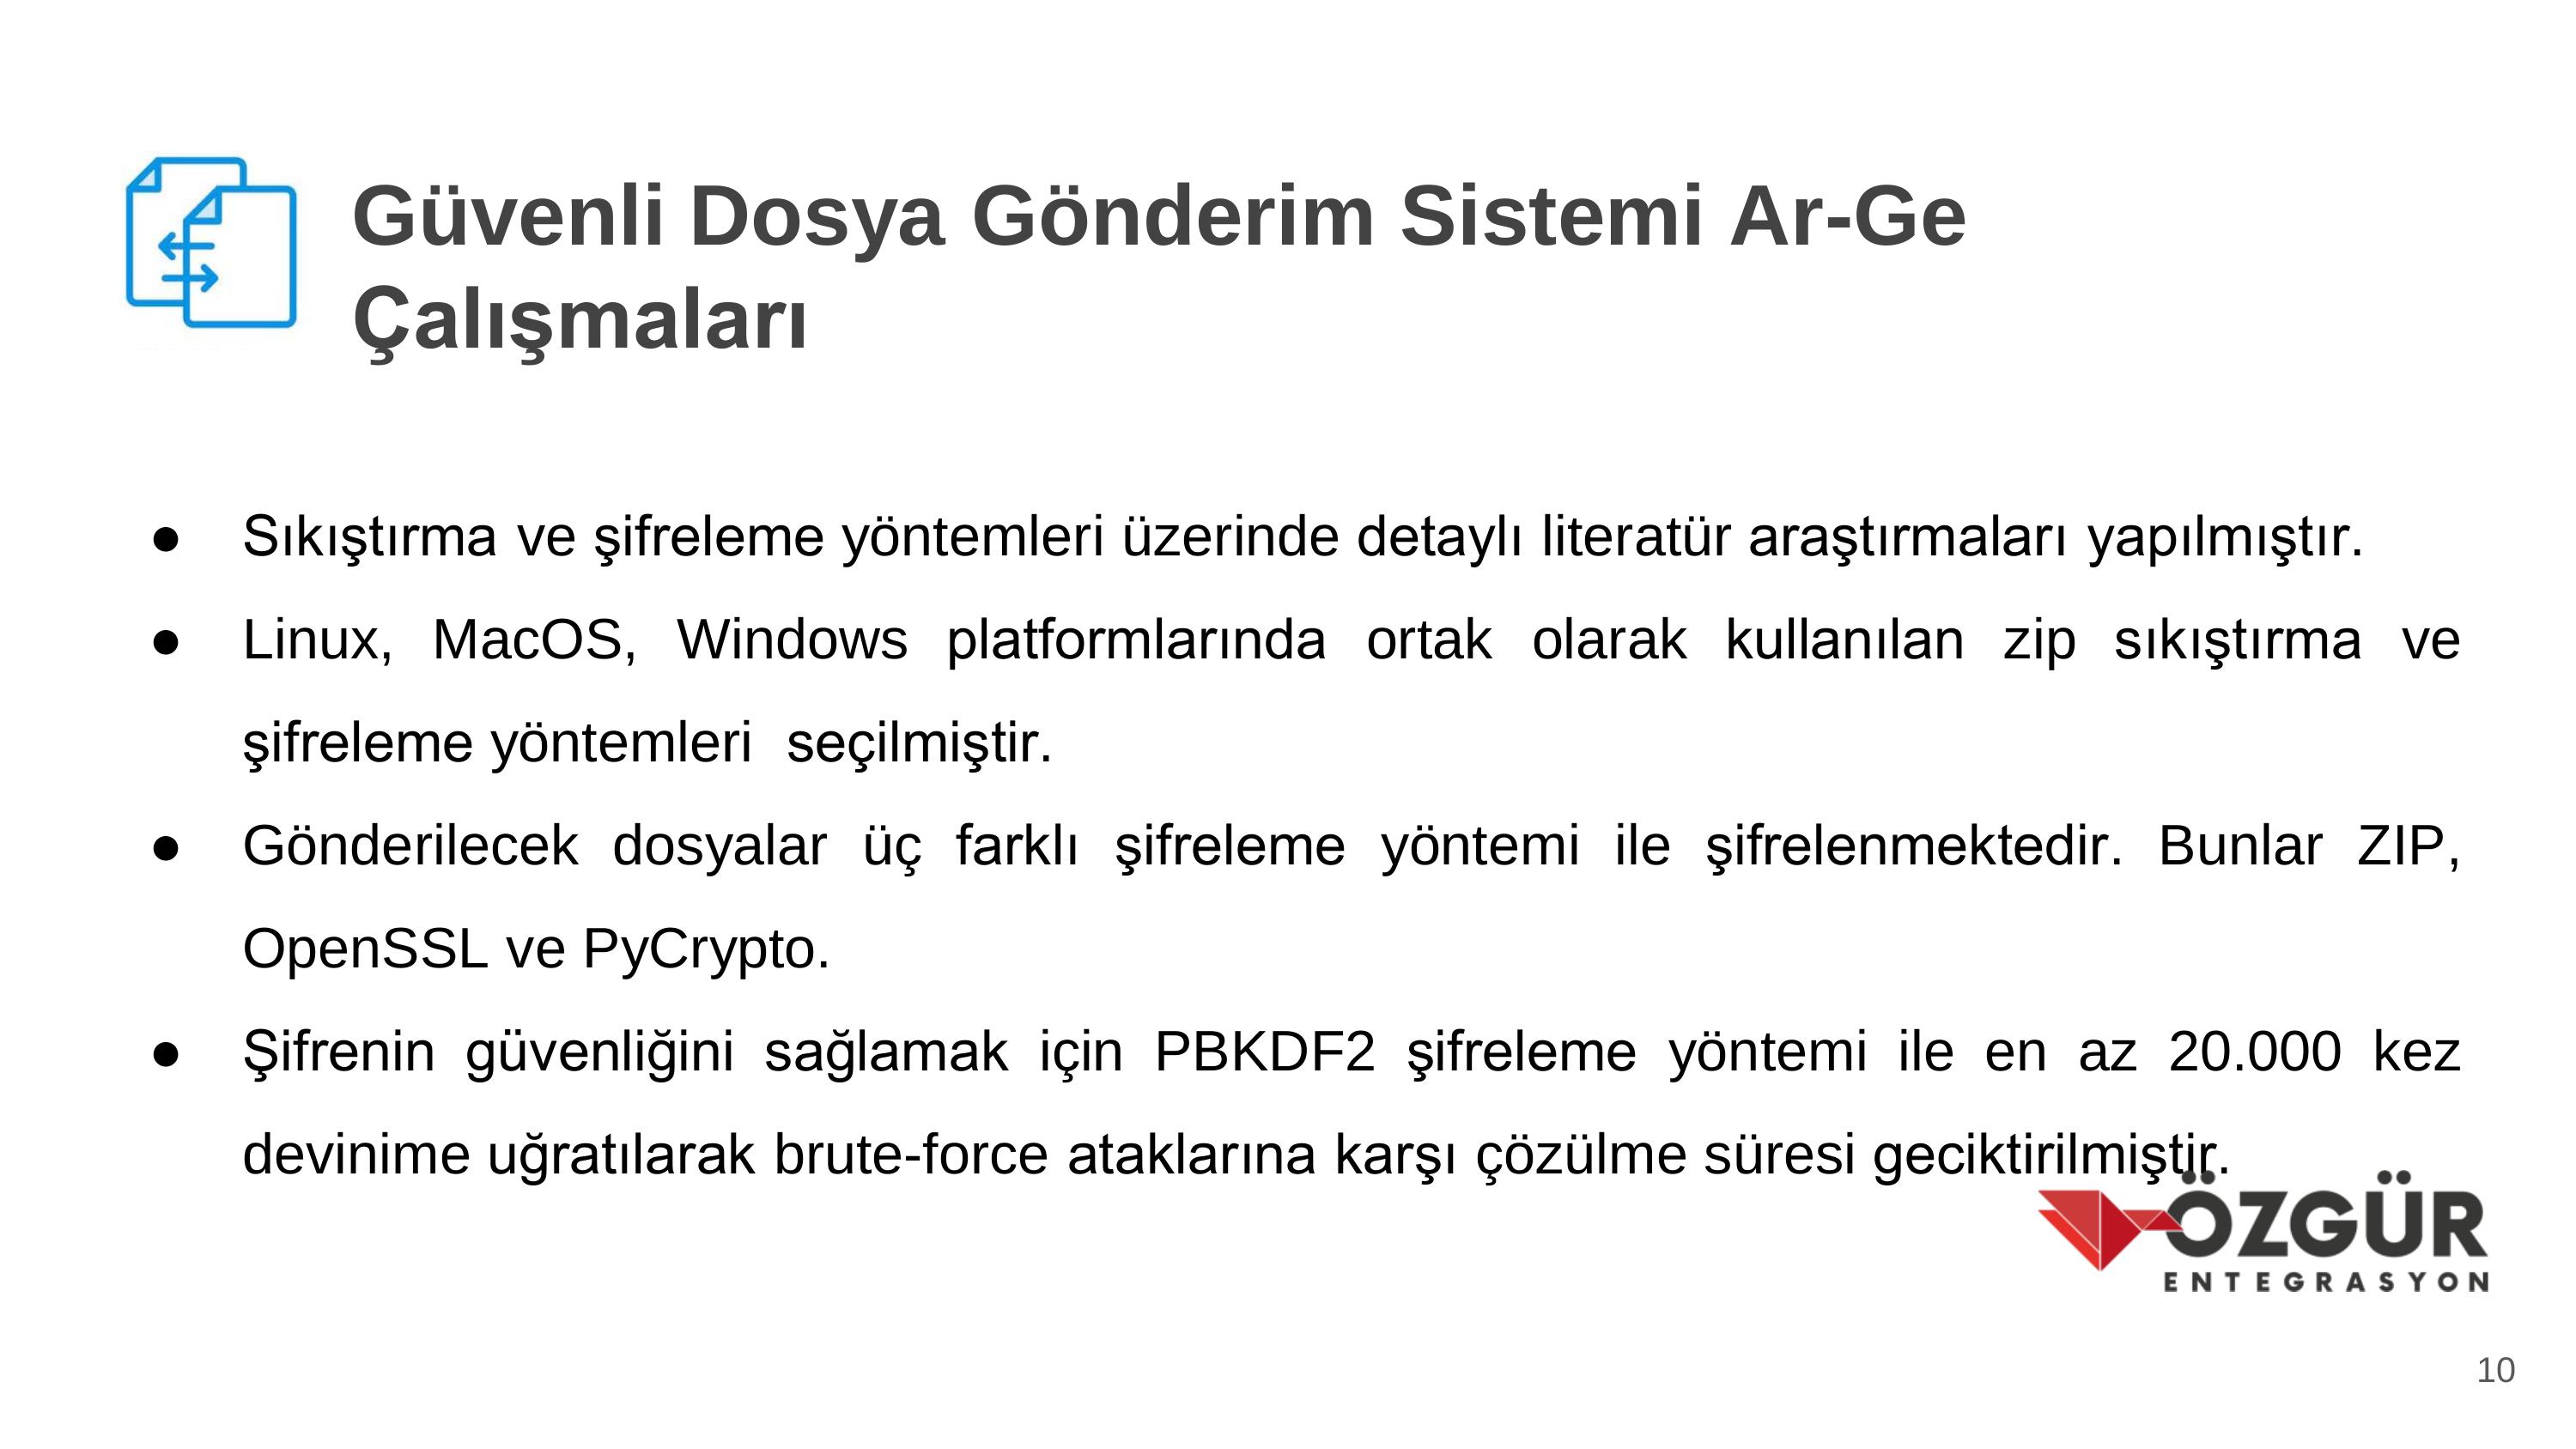 Güvenli Dosya Gönderim Sistemi Ar-Ge
Çalışmaları
● Sıkıştırma ve şifreleme yöntemleri üzerinde detaylı literatür araştırmaları yapılmıştır.
● Linux, MacOS, Windows platformlarında ortak olarak kullanılan zip sıkıştırma ve
şifreleme yöntemleri  seçilmiştir.
● Gönderilecek dosyalar üç farklı şifreleme yöntemi ile şifrelenmektedir. Bunlar ZIP,
OpenSSL ve PyCrypto.
● Şifrenin güvenliğini sağlamak için PBKDF2 şifreleme yöntemi ile en az 20.000 kez
devinime uğratılarak brute-force ataklarına karşı çözülme süresi geciktirilmiştir.
ÖZGÜR
ENTEGRASYON
10